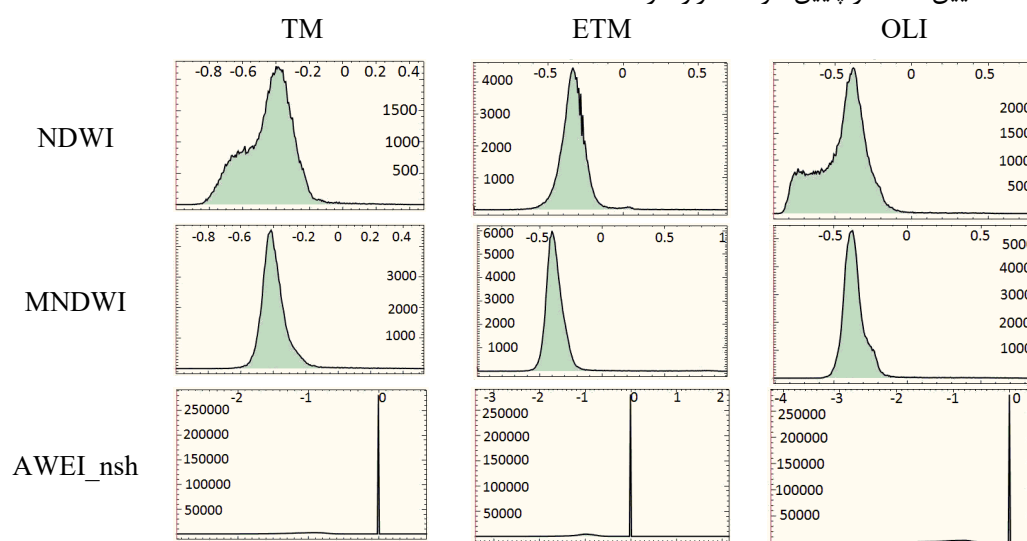 TM ETM OLI
-0.8 -0.6 -0.2 0 0.2 0.4 -0.5 0 0.5 -0.5 0 0.5
NDWI
1500 1000 500
4000 3000 2000 1000
2000 1500 1000 500
-0.8 -0.6 -0.4 -0.2 0 0.2 0.4 -0.5 0 0.5 1 -0.5 0 0.5
MNDWI
3000 2000 1000
6000 5000 4000 3000 2000 1000
5000 4000 3000 2000 1000
-2 -1 0 -3 -2 -1 0 1 2 -4 -3 -2 -1 0
AWEI_nsh
250000 200000 150000 100000 50000
250000 200000 150000 100000 50000
250000 200000 150000 100000 50000